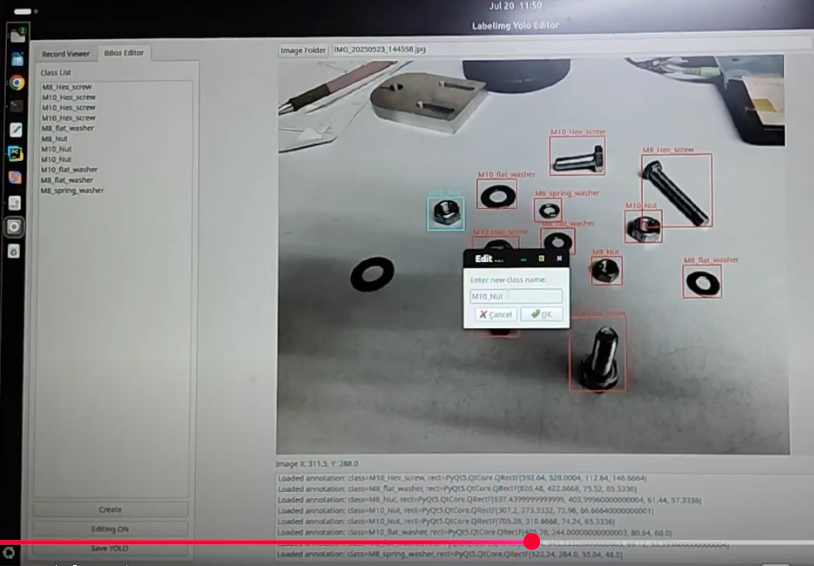 Jul 20 11:50
LabelImg Yolo Editor
Record Viewer
BBox Editor
Image Folder
IMG_20250523_144558.jpg
Class List
M8_Hex_screw
M10_Hex_screw
M10_Hex_screw
M10_Hex_screw
M8_flat_washer
M8_Nut
M10_Nut
M10_Nut
M10_flat_washer
M8_flat_washer
M8_spring_washer
M10_Hex_screw
M8_Hex_screw
M10_flat_washer
M8_spring_washer
M10_Nut
M10_Hex_screw
M8_Nut
M8_flat_washer
Edit ...
Enter new class name:
M10_Nut
Cancel
OK
Image X: 311.5, Y: 288.0
Loaded annotation: class=M10_Hex_screw, rect=PyQt5.QtCore.QRectF(592.64, 528.0004, 112.64, 146.6664)
Loaded annotation: class=M8_flat_washer, rect=PyQt5.QtCore.QRectF(820.48, 422.6668, 75.52, 65.3336)
Loaded annotation: class=M8_Nut, rect=PyQt5.QtCore.QRectF(637.4399999999999, 403.99960000000004, 61.44, 57.3336)
Loaded annotation: class=M10_Nut, rect=PyQt5.QtCore.QRectF(307.2, 273.3332, 72.96, 66.66640000000001)
Loaded annotation: class=M10_Nut, rect=PyQt5.QtCore.QRectF(705.28, 310.6668, 74.24, 65.3336)
Loaded annotation: class=M10_flat_washer, rect=PyQt5.QtCore.QRectF( 244.00000000000003, 80.64, 60.0)
Loaded annotation: class=M8_spring_washer, rect=PyQt5.QtCore.QRectF(522.24, 284.0, 55.04, 48.0)
Create
Editing ON
Save YOLO